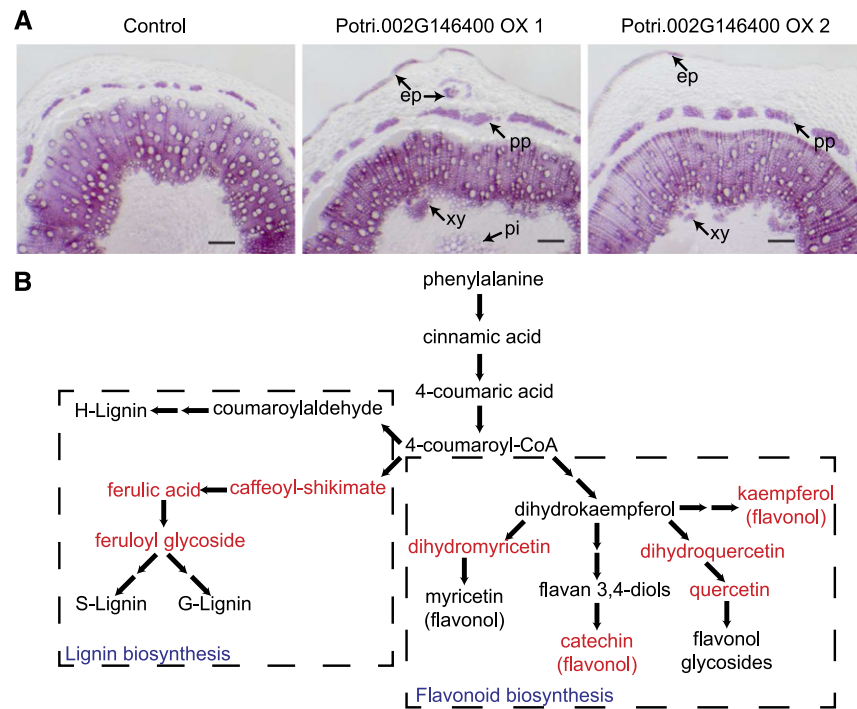 A
Control
Potri.002G146400 OX 1
Potri.002G146400 OX 2
ep
pp
xy
pi
ep
pp
xy
B
phenylalanine
cinnamic acid
4-coumaric acid
4-coumaroyl-CoA
H-Lignin
coumaroylaldehyde
ferulic acid
caffeoyl-shikimate
feruloyl glycoside
S-Lignin
G-Lignin
Lignin biosynthesis
dihydrokaempferol
kaempferol
(flavonol)
dihydromyricetin
dihydroquercetin
myricetin
(flavonol)
flavan 3,4-diols
quercetin
catechin
(flavonol)
flavonol
glycosides
Flavonoid biosynthesis